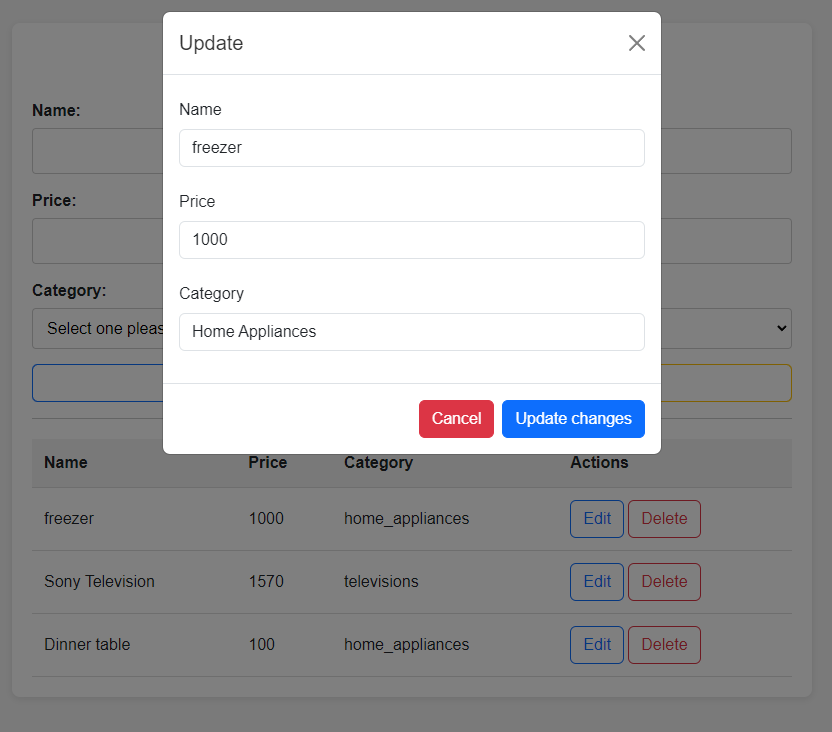 Update
Name:
Name
freezer
Price:
Price
1000
Category:
Category
Select one pleas
Home Appliances
Cancel Update changes
Name Price Category Actions
freezer 1000 home_appliances Edit Delete
Sony Television 1570 televisions Edit Delete
Dinner table 100 home_appliances Edit Delete